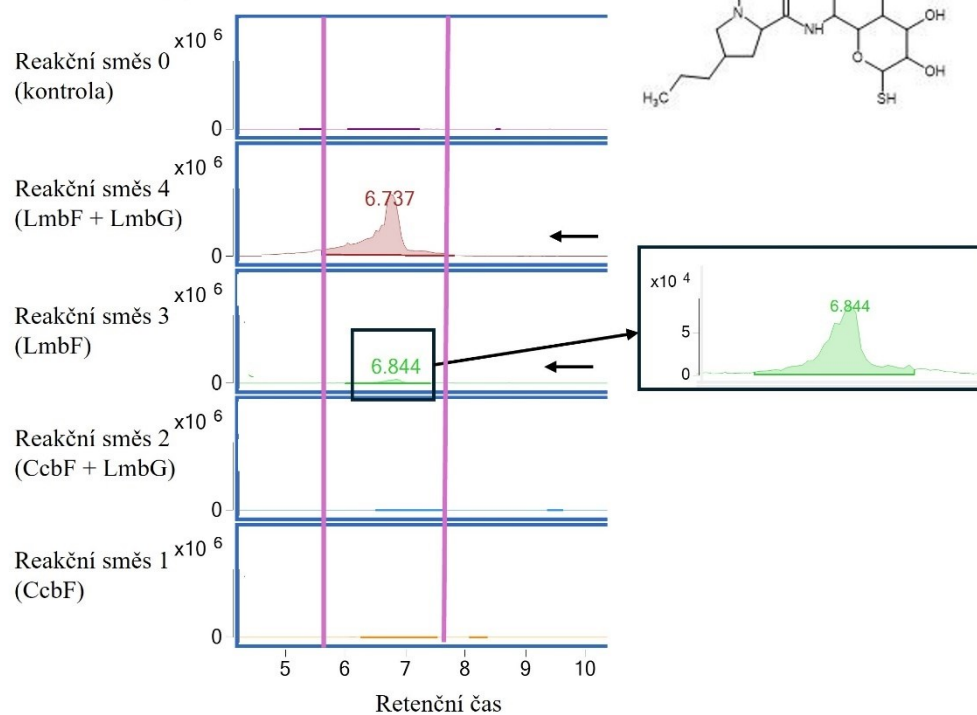 N
NH
OH
O
OH
SH
H₃C
Reakční směs 0
(kontrola)
x10 6
0
Reakční směs 4
(LmbF + LmbG)
x10 6
6.737
0
Reakční směs 3
(LmbF)
x10 6
6.844
0
x10 4
6.844
5
0
Reakční směs 2
(CcbF + LmbG)
x10 6
0
Reakční směs 1
(CcbF)
x10 6
0
5 6 7 8 9 10
Retenční čas